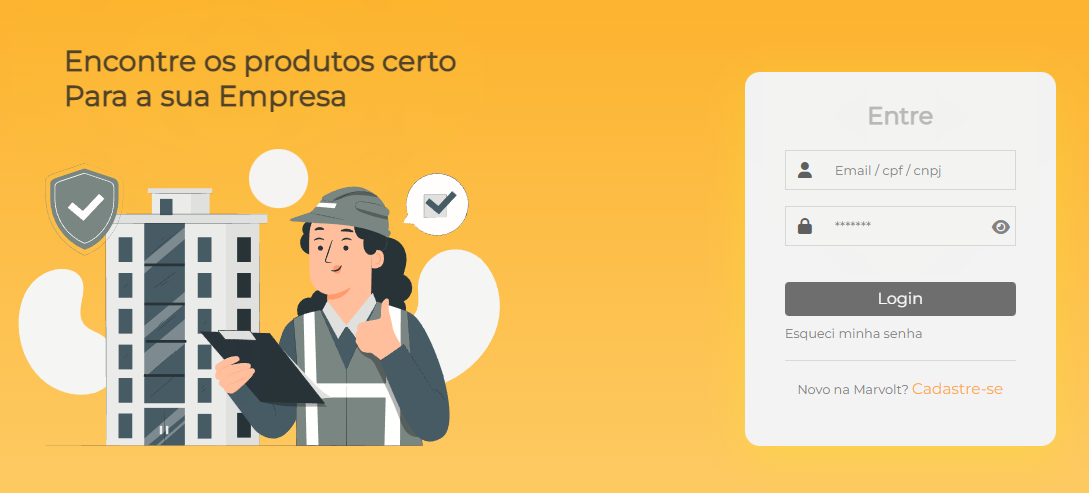 Encontre os produtos certo
Para a sua Empresa
Entre
Email / cpf / cnpj
*******
Login
Esqueci minha senha
Novo na Marvolt? Cadastre-se